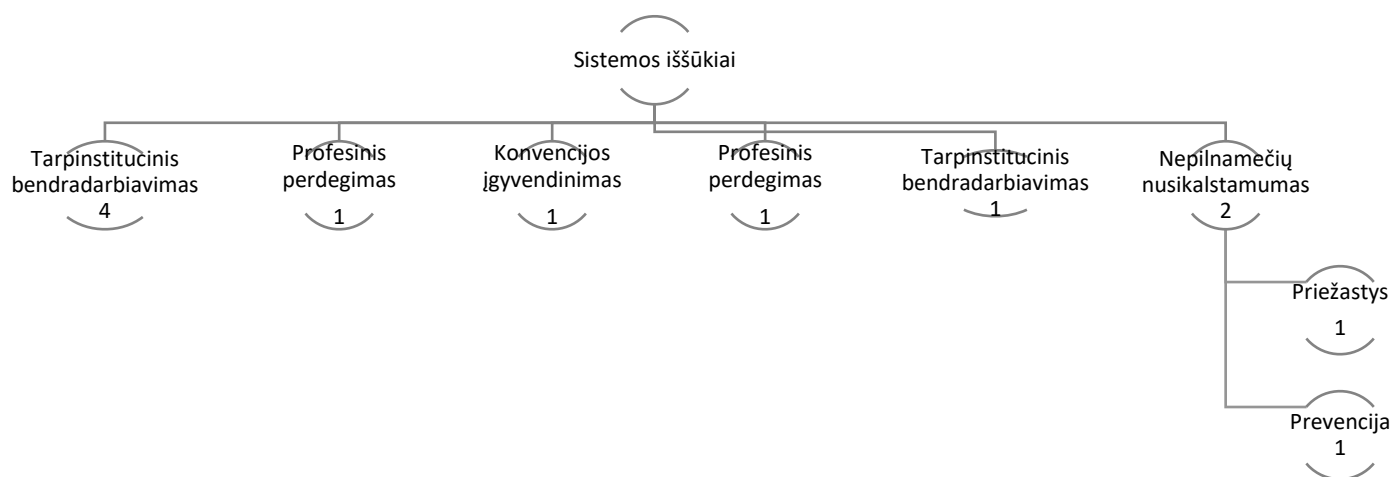 Sistemos iššūkiai
Tarpinstitucinis
bendradarbiavimas
4
Profesinis
perdegimas
1
Konvencijos
įgyvendinimas
1
Profesinis
perdegimas
1
Tarpinstitucinis
bendradarbiavimas
1
Nepilnamečių
nusikalstamumas
2
Priežastys
1
Prevencija
1